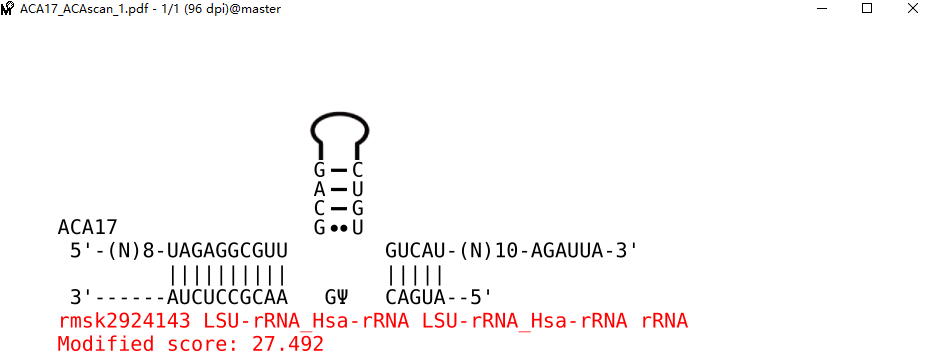 ACA17_ACAscan_1.pdf - 1/1 (96 dpi)@master
G — C
A — U
C — G
G •• U
ACA17
5'-(N)8-UAGAGGCGUU GUCAU-(N)10-AGAUUA-3'
|||||||||| |||||
3'------AUCUCCGCAA GΨ CAGUA--5'
rmsk2924143 LSU-rRNA_Hsa-rRNA LSU-rRNA_Hsa-rRNA rRNA
Modified score: 27.492